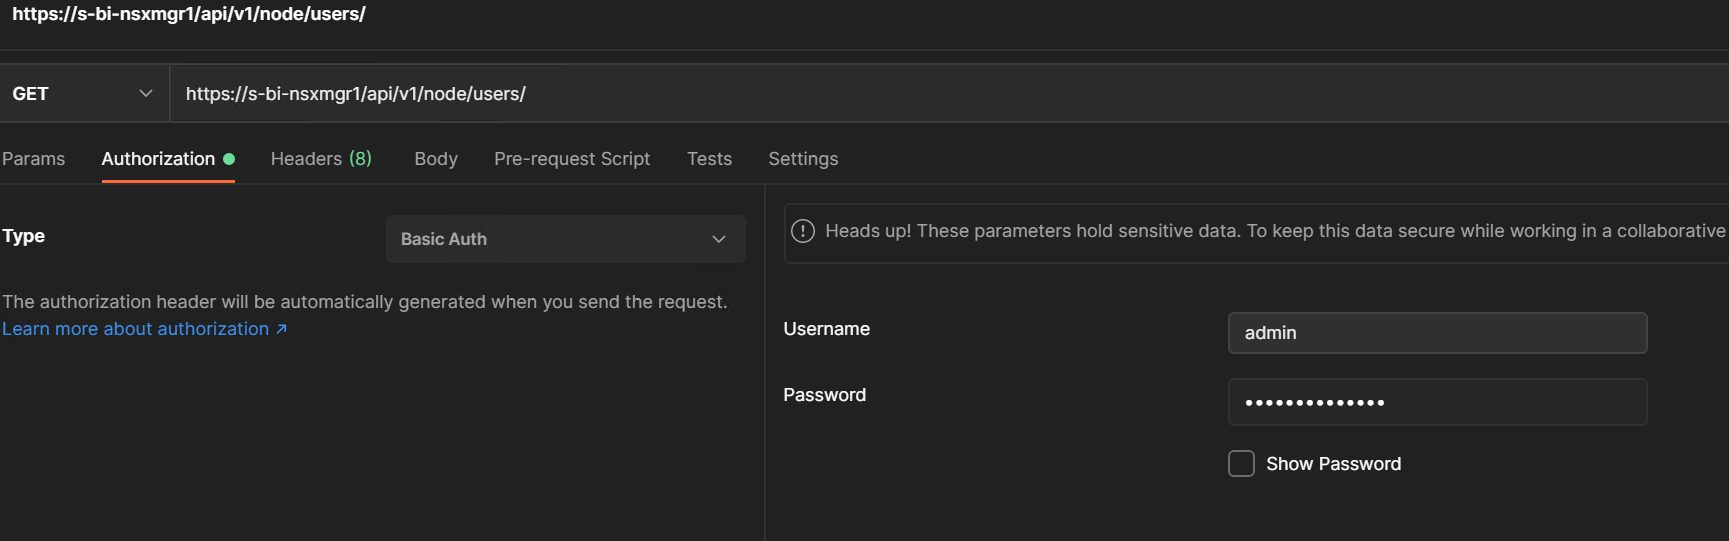 https://s-bi-nsxmgr1/api/v1/node/users/
GET
https://s-bi-nsxmgr1/api/v1/node/users/
Params Authorization Headers (8) Body Pre-request Script Tests Settings
Type
Basic Auth
The authorization header will be automatically generated when you send the request.
Learn more about authorization ↗
Heads up! These parameters hold sensitive data. To keep this data secure while working in a collaborative
Username
admin
Password
••••••••••••••
Show Password